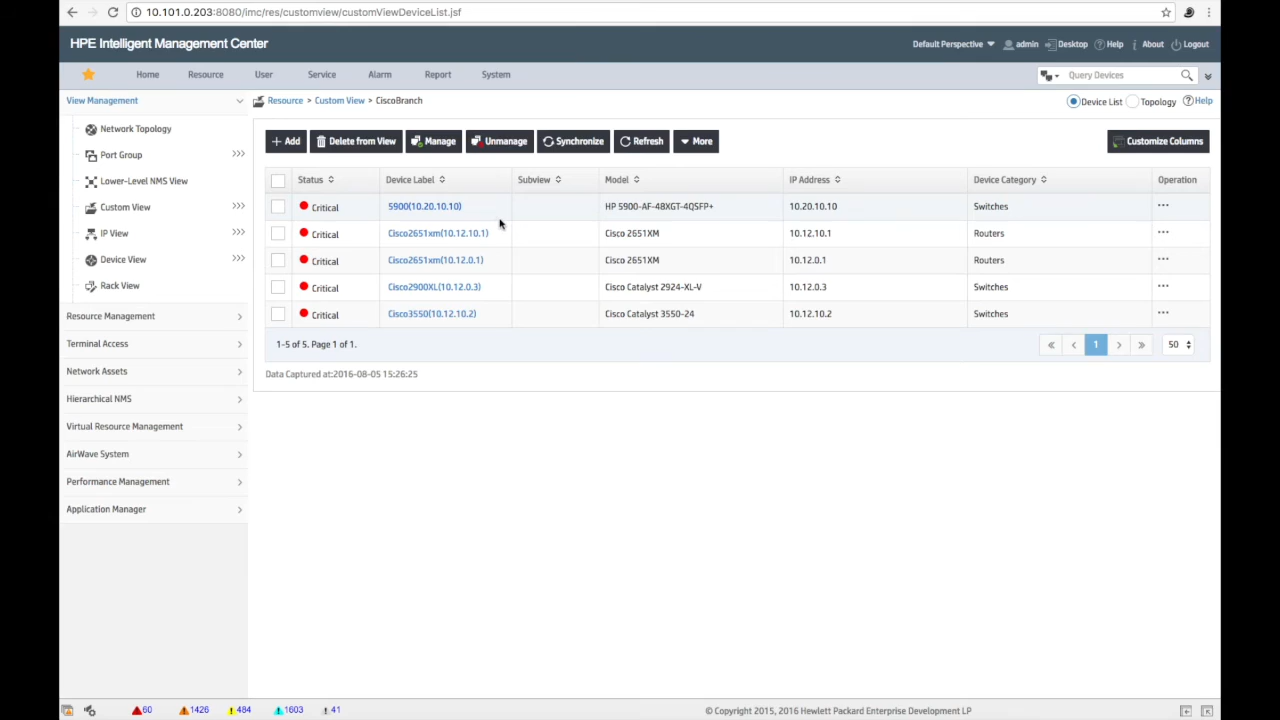 10.101.0.203:8080/imc/res/customview/customViewDeviceList.jsf
HPE Intelligent Management Center
Default Perspective admin Desktop Help About Logout
Home Resource User Service Alarm Report System
Query Devices
View Management
Resource > Custom View > CiscoBranch
Device List Topology Help
Network Topology
Port Group
Lower-Level NMS View
Custom View
IP View
Device View
Rack View
Resource Management
Terminal Access
Network Assets
Hierarchical NMS
Virtual Resource Management
AirWave System
Performance Management
Application Manager
Add Delete from View Manage Unmanage Synchronize Refresh More Customize Columns
Status Device Label Subview Model IP Address Device Category Operation
Critical 5900(10.20.10.10) HP 5900-AF-48XGT-4QSFP+ 10.20.10.10 Switches ...
Critical Cisco2651xm(10.12.10.1) Cisco 2651XM 10.12.10.1 Routers ...
Critical Cisco2651xm(10.12.0.1) Cisco 2651XM 10.12.0.1 Routers ...
Critical Cisco2900XL(10.12.0.3) Cisco Catalyst 2924-XL-V 10.12.0.3 Switches ...
Critical Cisco3550(10.12.10.2) Cisco Catalyst 3550-24 10.12.10.2 Switches ...
1-5 of 5. Page 1 of 1. « ‹ 1 › » 50
Data Captured at:2016-08-05 15:26:25
60 1426 484 1603 41
© Copyright 2015, 2016 Hewlett Packard Enterprise Development LP